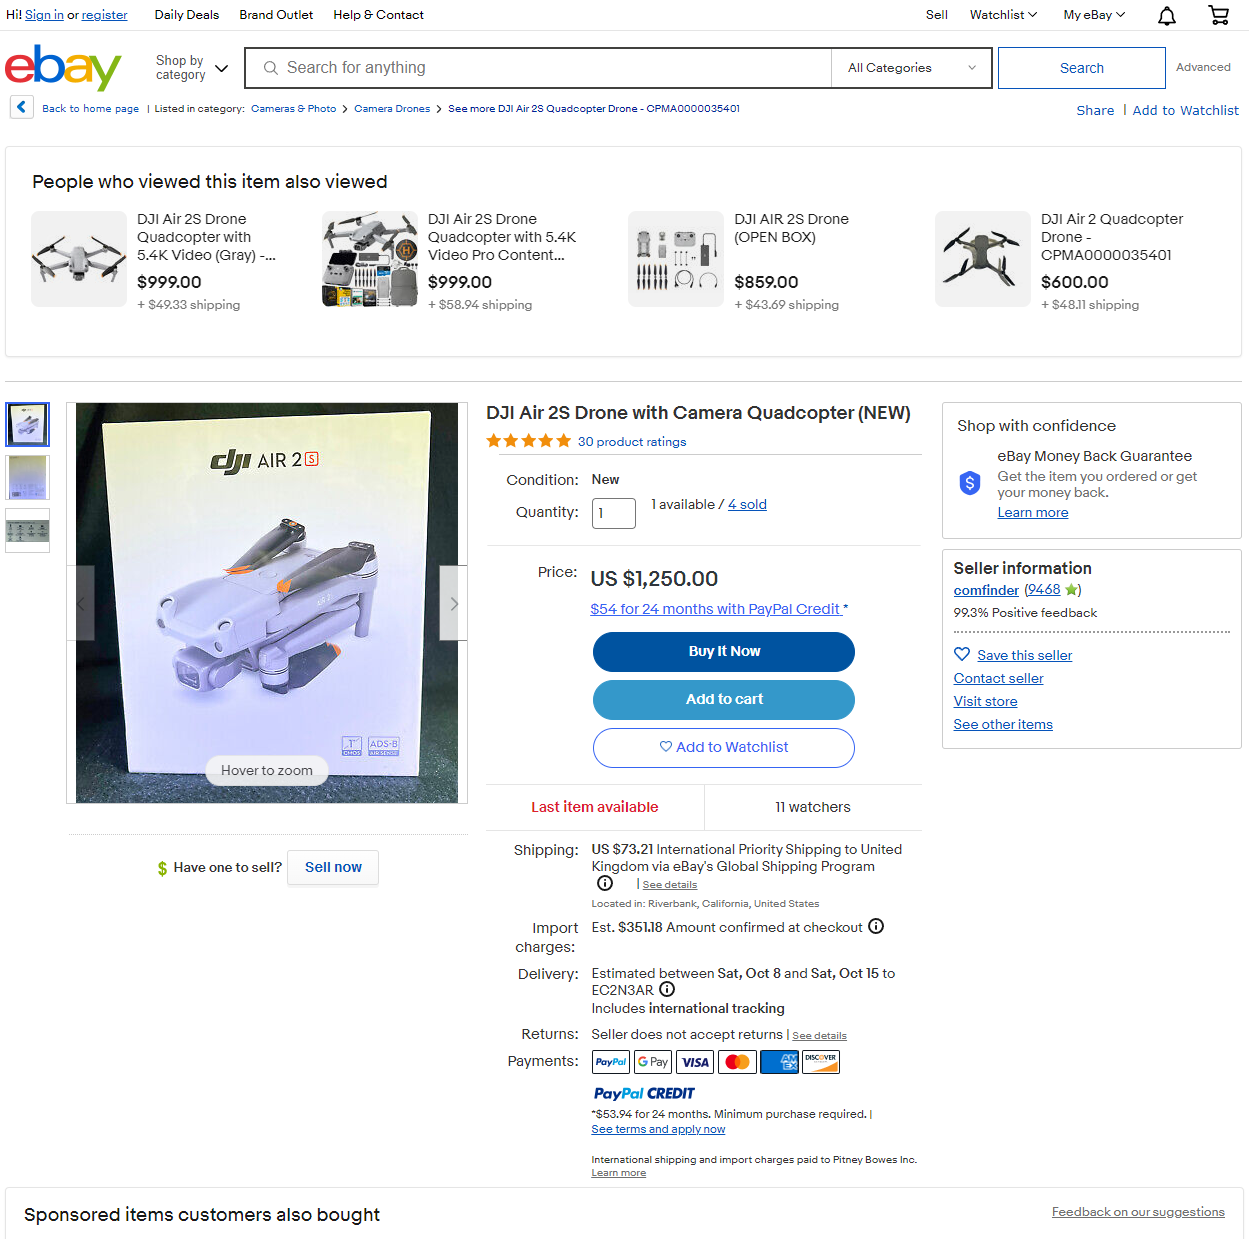 Hi! Sign in or register Daily Deals Brand Outlet Help & Contact Sell Watchlist My eBay
ebay Shop by category Search for anything All Categories Search Advanced
Back to home page | Listed in category: Cameras & Photo Camera Drones See more DJI Air 2S Quadcopter Drone - CPMA0000035401
Share | Add to Watchlist
People who viewed this item also viewed
DJI Air 2S Drone
Quadcopter with
5.4K Video (Gray) -...
$999.00
+ $49.33 shipping
DJI Air 2S Drone
Quadcopter with 5.4K
Video Pro Content...
$999.00
+ $58.94 shipping
DJI AIR 2S Drone
(OPEN BOX)
$859.00
+ $43.69 shipping
DJI Air 2 Quadcopter
Drone -
CPMA0000035401
$600.00
+ $48.11 shipping
dji AIR 2S
AIR 2S
1"
CMOS
ADS-B
AIRSENSE
Hover to zoom
$ Have one to sell? Sell now
DJI Air 2S Drone with Camera Quadcopter (NEW)
30 product ratings
Condition: New
Quantity: 1 1 available / 4 sold
Price: US $1,250.00
$54 for 24 months with PayPal Credit *
Buy It Now
Add to cart
Add to Watchlist
Last item available 11 watchers
Shipping: US $73.21 International Priority Shipping to United
Kingdom via eBay's Global Shipping Program
| See details
Located in: Riverbank, California, United States
Import charges: Est. $351.18 Amount confirmed at checkout
Delivery: Estimated between Sat, Oct 8 and Sat, Oct 15 to
EC2N3AR
Includes international tracking
Returns: Seller does not accept returns | See details
Payments: PayPal G Pay VISA AMEX DISCOVER
PayPal CREDIT
*$53.94 for 24 months. Minimum purchase required. |
See terms and apply now
International shipping and import charges paid to Pitney Bowes Inc.
Learn more
Shop with confidence
eBay Money Back Guarantee
$ Get the item you ordered or get
your money back.
Learn more
Seller information
comfinder (9468)
99.3% Positive feedback
Save this seller
Contact seller
Visit store
See other items
Sponsored items customers also bought
Feedback on our suggestions